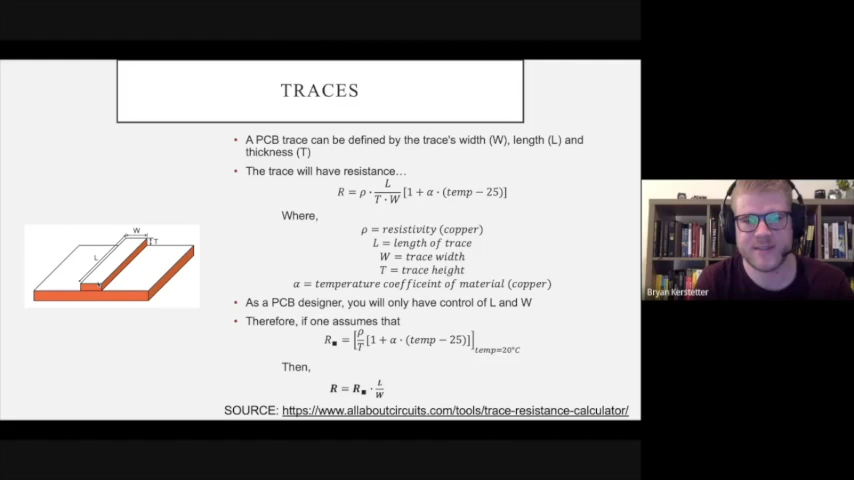 TRACES
• A PCB trace can be defined by the trace's width (W), length (L) and
thickness (T)
• The trace will have resistance…
R = ρ · L / (T · W) [1 + α · (temp − 25)]
Where,
ρ = resistivity (copper)
L = length of trace
W = trace width
T = trace height
α = temperature coefficeint of material (copper)
• As a PCB designer, you will only have control of L and W
• Therefore, if one assumes that
R■ = [ρ/T [1 + α · (temp − 25)]] temp=20°C
Then,
R = R■ · L/W
SOURCE: https://www.allaboutcircuits.com/tools/trace-resistance-calculator/
W
T
L
Bryan Kerstetter